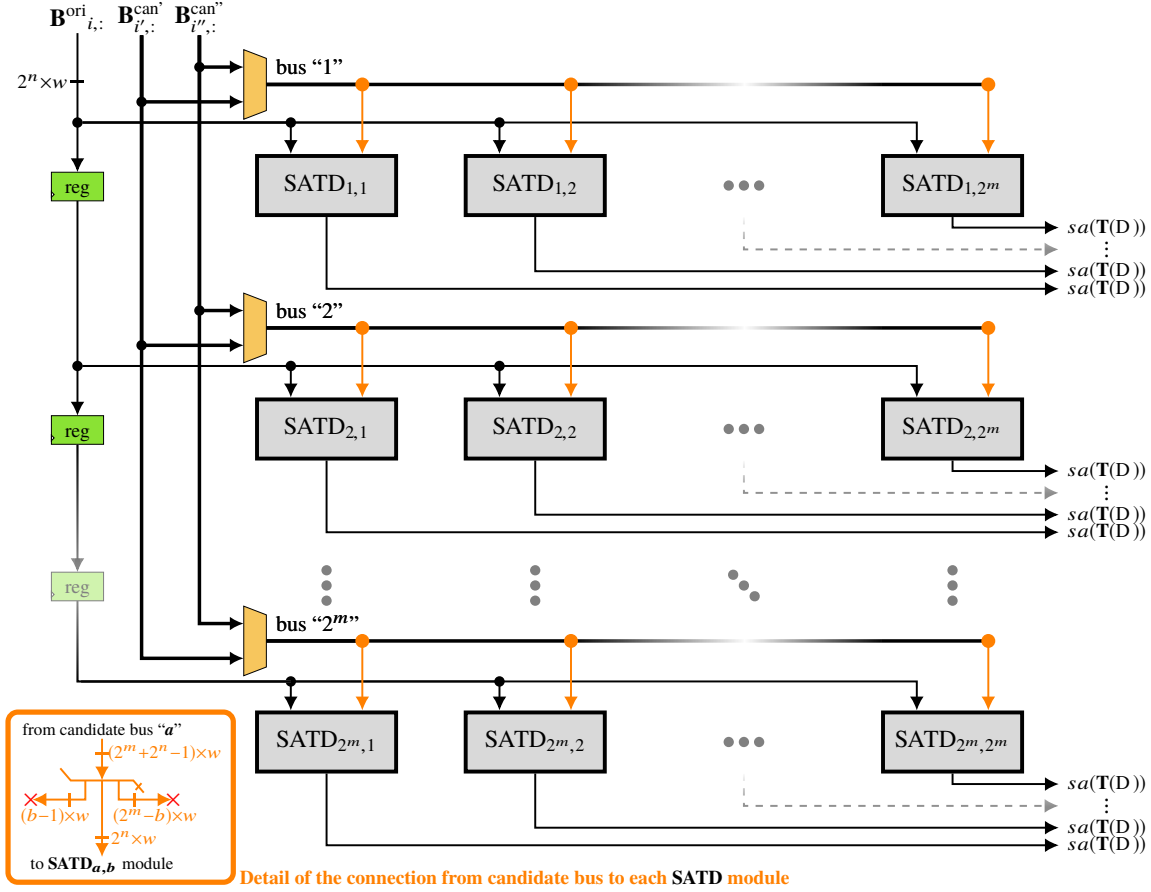 B^ori_i,: B^can'_i',: B^can"_i",:
2^n×w
bus “1”
reg
SATD_1,1 SATD_1,2 SATD_1,2^m
sa(T(D))
sa(T(D))
sa(T(D))
bus “2”
reg
SATD_2,1 SATD_2,2 SATD_2,2^m
sa(T(D))
sa(T(D))
sa(T(D))
reg
bus “2^m”
SATD_2^m,1 SATD_2^m,2 SATD_2^m,2^m
sa(T(D))
sa(T(D))
sa(T(D))
from candidate bus “a”
(2^m+2^n−1)×w
(b−1)×w (2^m−b)×w
2^n×w
to SATD_a,b module
Detail of the connection from candidate bus to each SATD module